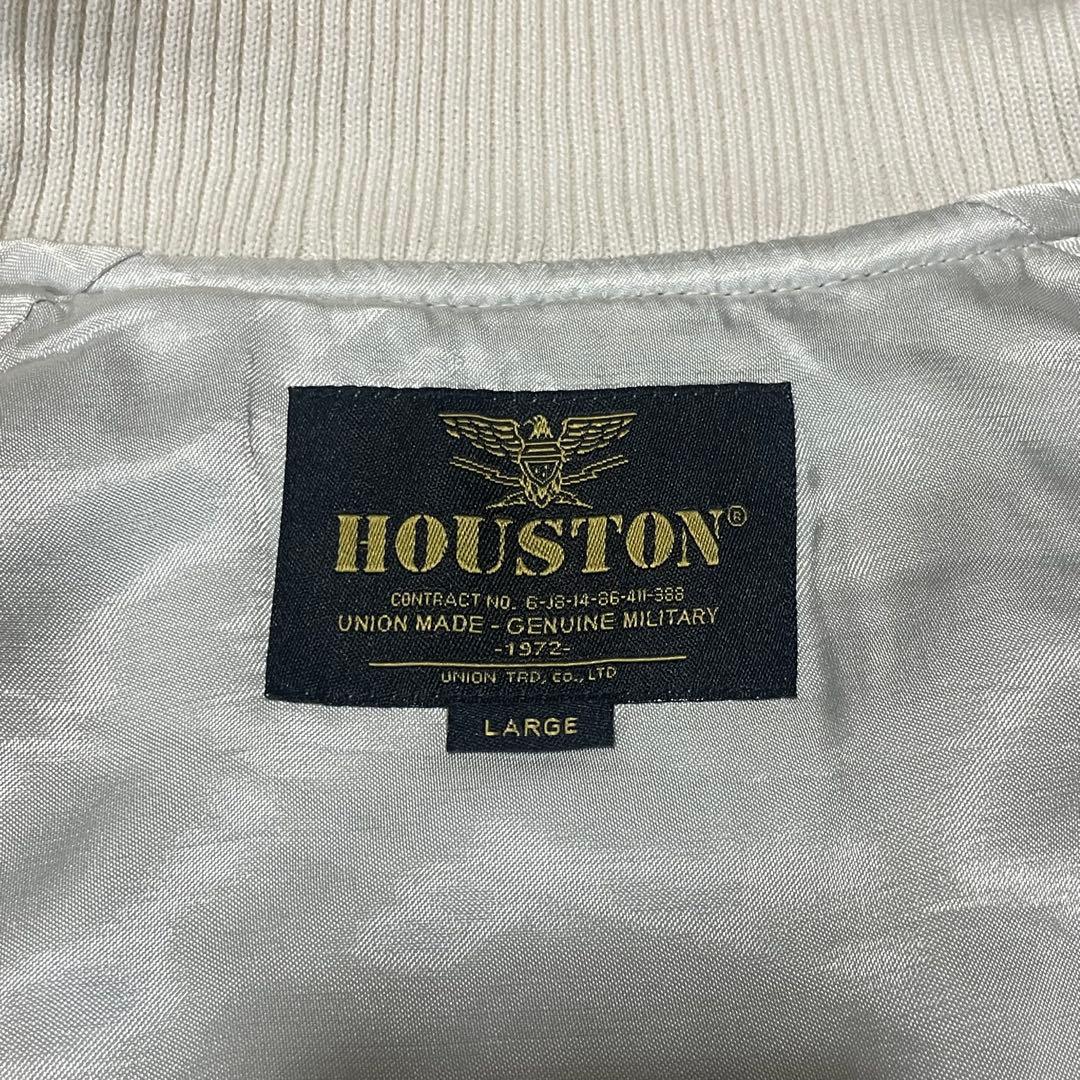 HOUSTON®
CONTRACT NO. 6-J8-14-86-411-388
UNION MADE - GENUINE MILITARY
-1972-
UNION TRD, CO., LTD
LARGE